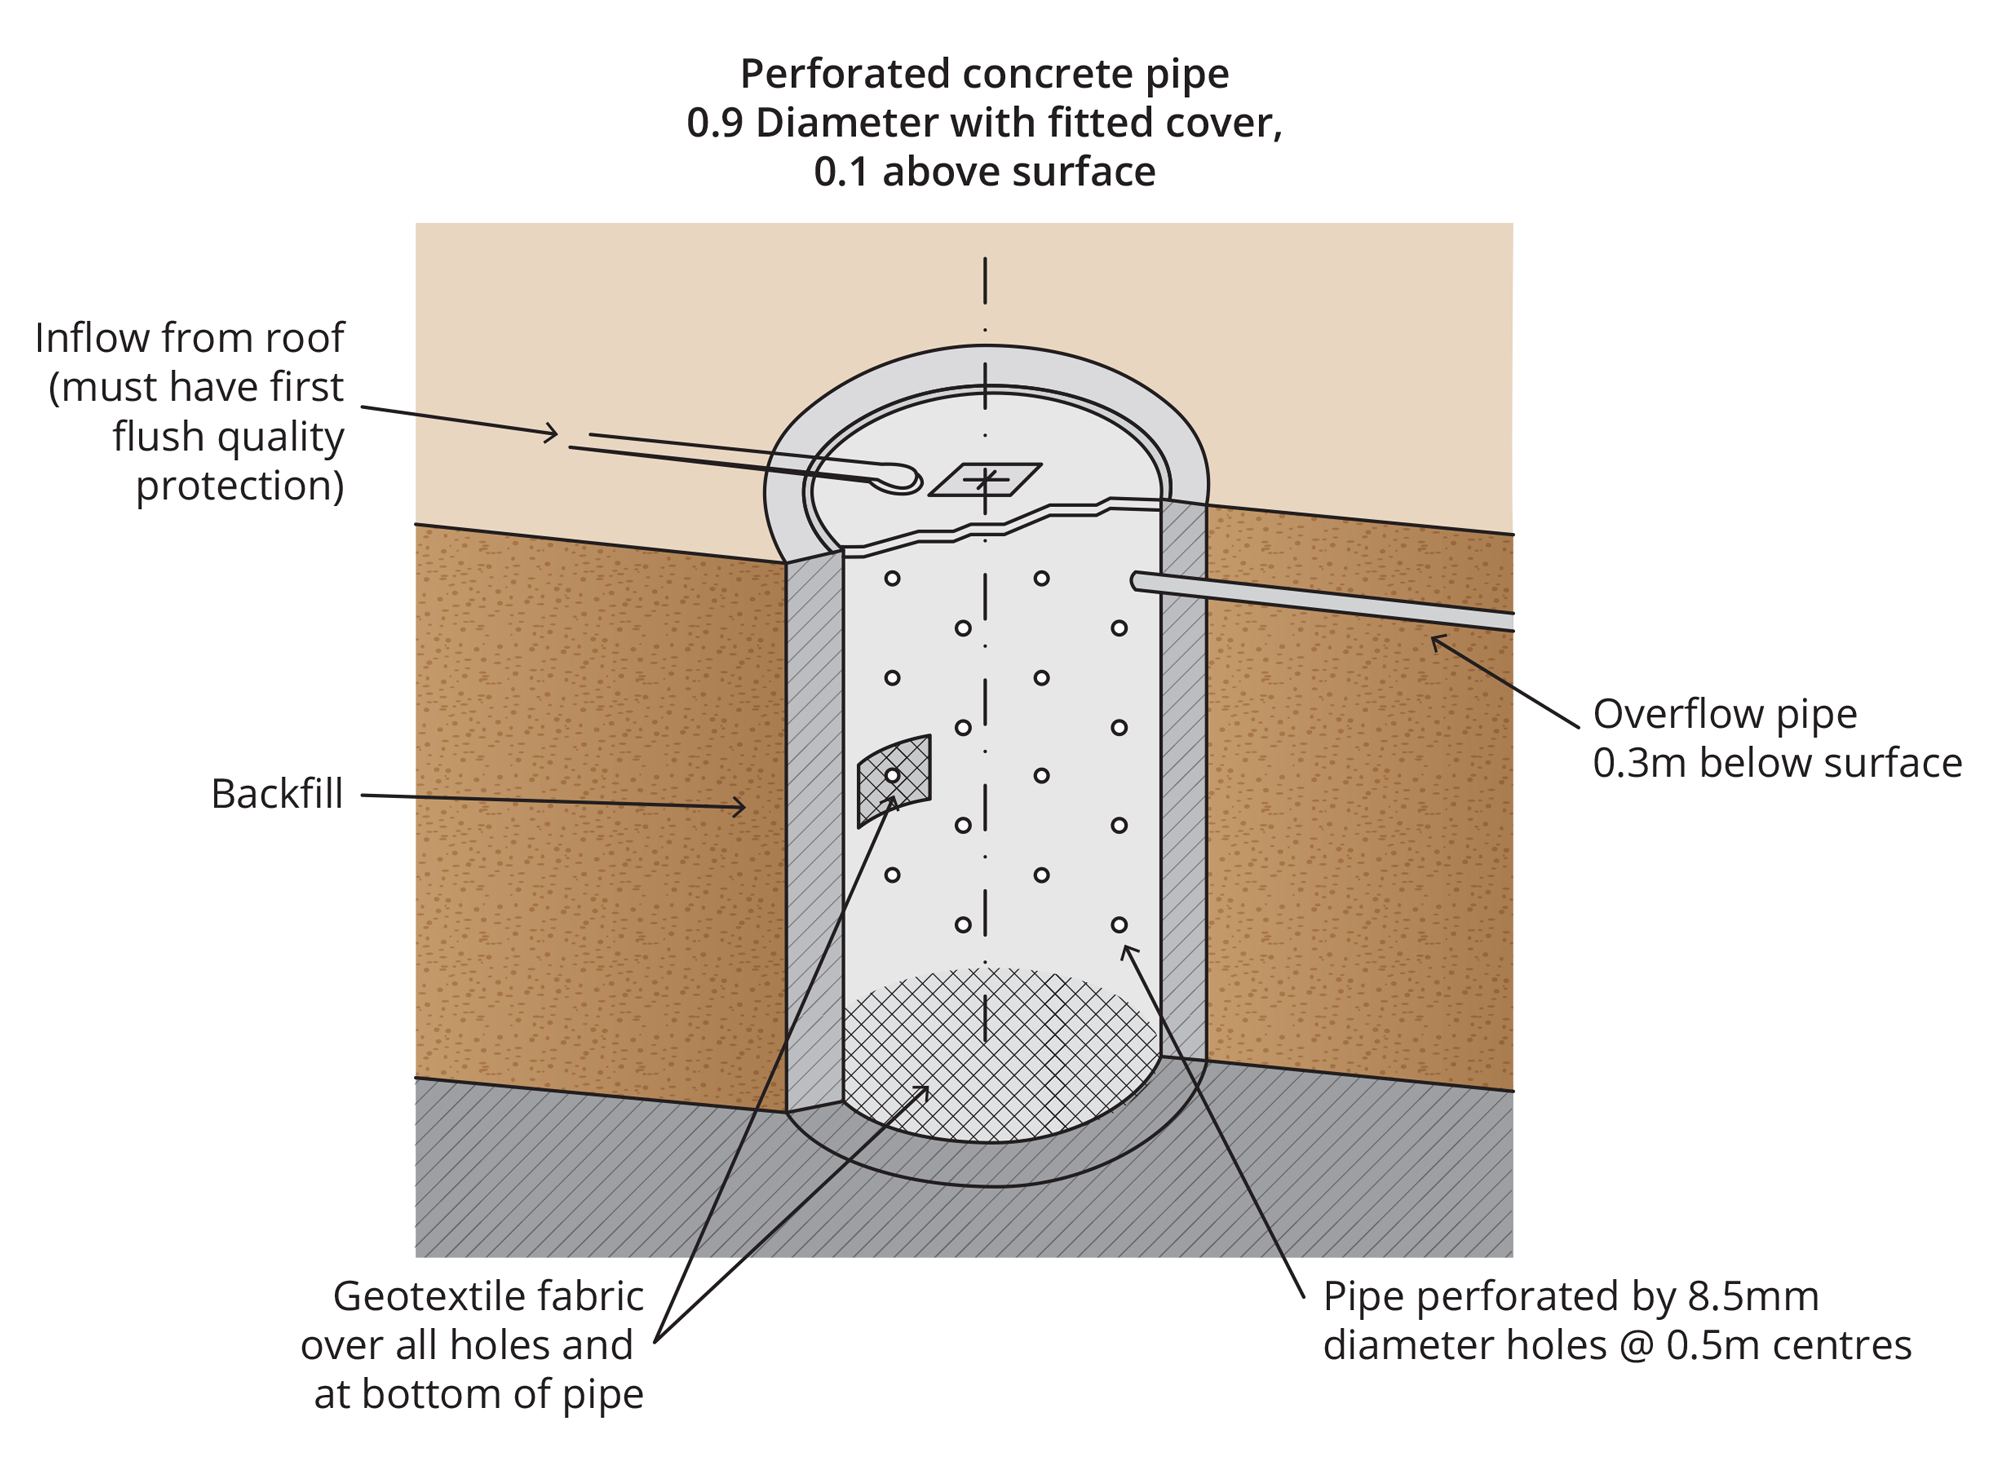 Perforated concrete pipe
0.9 Diameter with fitted cover,
0.1 above surface
Inflow from roof
(must have first
flush quality
protection)
Overflow pipe
0.3m below surface
Backfill
Geotextile fabric
over all holes and
at bottom of pipe
Pipe perforated by 8.5mm
diameter holes @ 0.5m centres